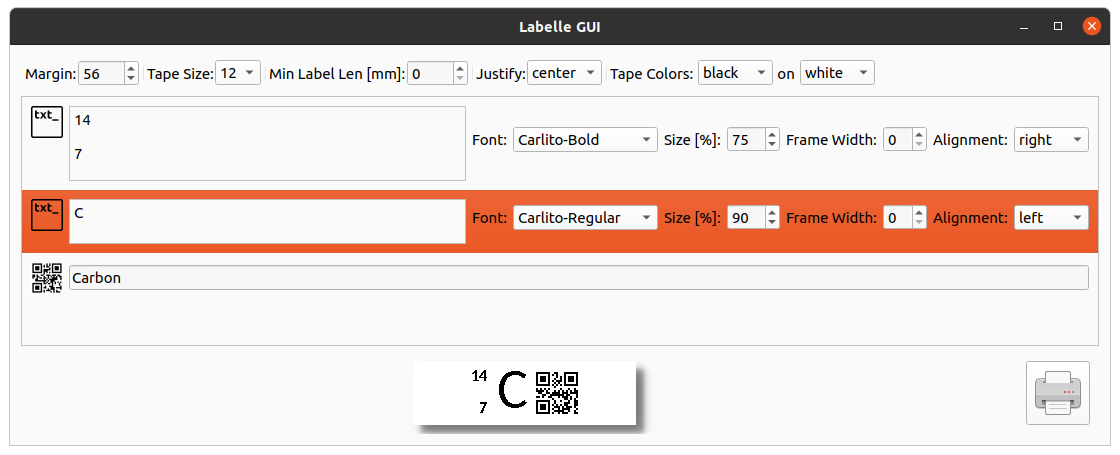 Labelle GUI
Margin: 56 Tape Size: 12 Min Label Len [mm]: 0 Justify: center Tape Colors: black on white
txt_ 14
7
Font: Carlito-Bold Size [%]: 75 Frame Width: 0 Alignment: right
txt_ C Font: Carlito-Regular Size [%]: 90 Frame Width: 0 Alignment: left
Carbon
14
7
C